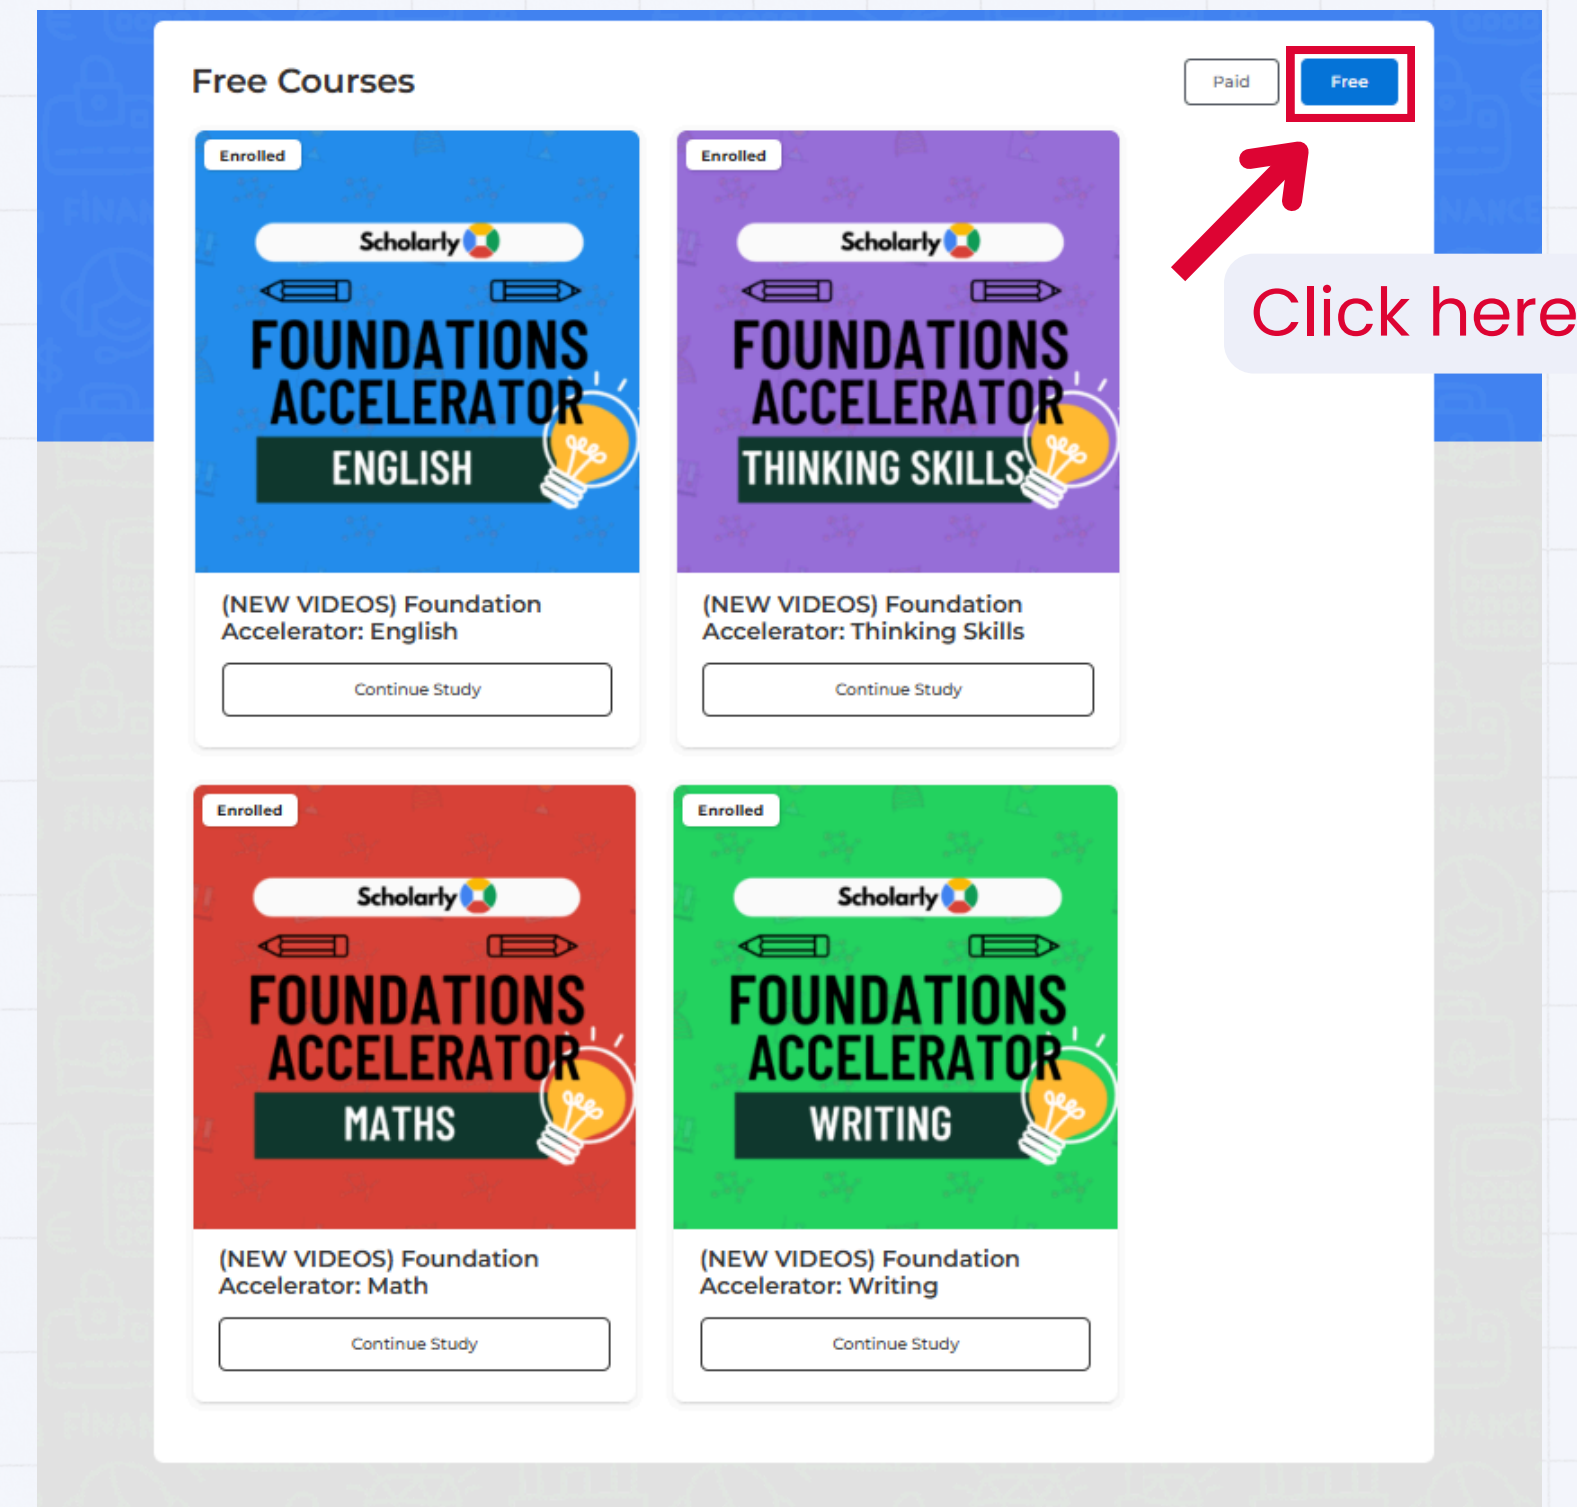 Free Courses
Paid
Free
Click here
Enrolled
Scholarly
FOUNDATIONS
ACCELERATOR
ENGLISH
(NEW VIDEOS) Foundation
Accelerator: English
Continue Study
Enrolled
Scholarly
FOUNDATIONS
ACCELERATOR
THINKING SKILLS
(NEW VIDEOS) Foundation
Accelerator: Thinking Skills
Continue Study
Enrolled
Scholarly
FOUNDATIONS
ACCELERATOR
MATHS
(NEW VIDEOS) Foundation
Accelerator: Math
Continue Study
Enrolled
Scholarly
FOUNDATIONS
ACCELERATOR
WRITING
(NEW VIDEOS) Foundation
Accelerator: Writing
Continue Study